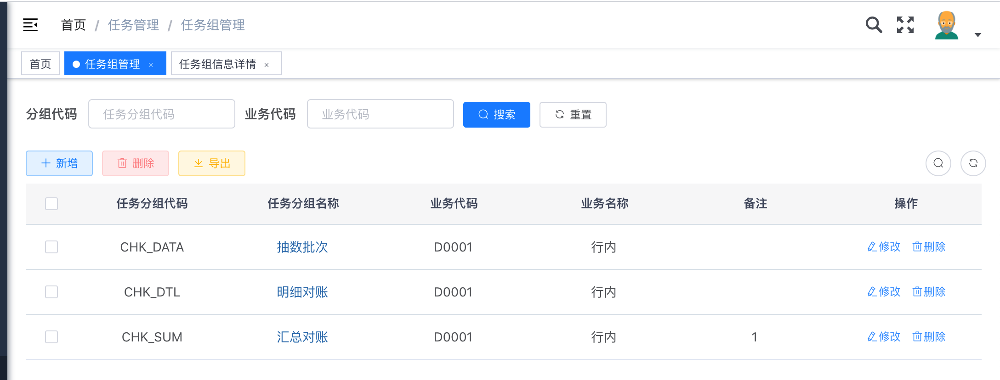 首页 / 任务管理 / 任务组管理
首页 任务组管理 × 任务组信息详情 ×
分组代码 任务分组代码 业务代码 业务代码 搜索 重置
新增 删除 导出
任务分组代码 任务分组名称 业务代码 业务名称 备注 操作
CHK_DATA 抽数批次 D0001 行内 修改 删除
CHK_DTL 明细对账 D0001 行内 修改 删除
CHK_SUM 汇总对账 D0001 行内 1 修改 删除